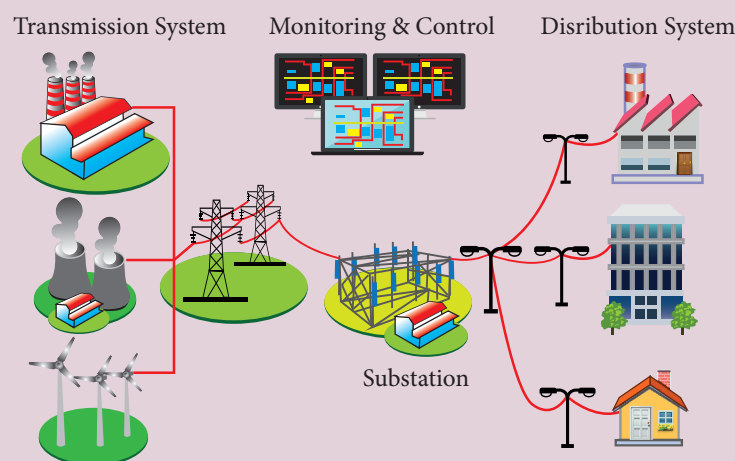 Transmission System
Monitoring & Control
Disribution System
Substation